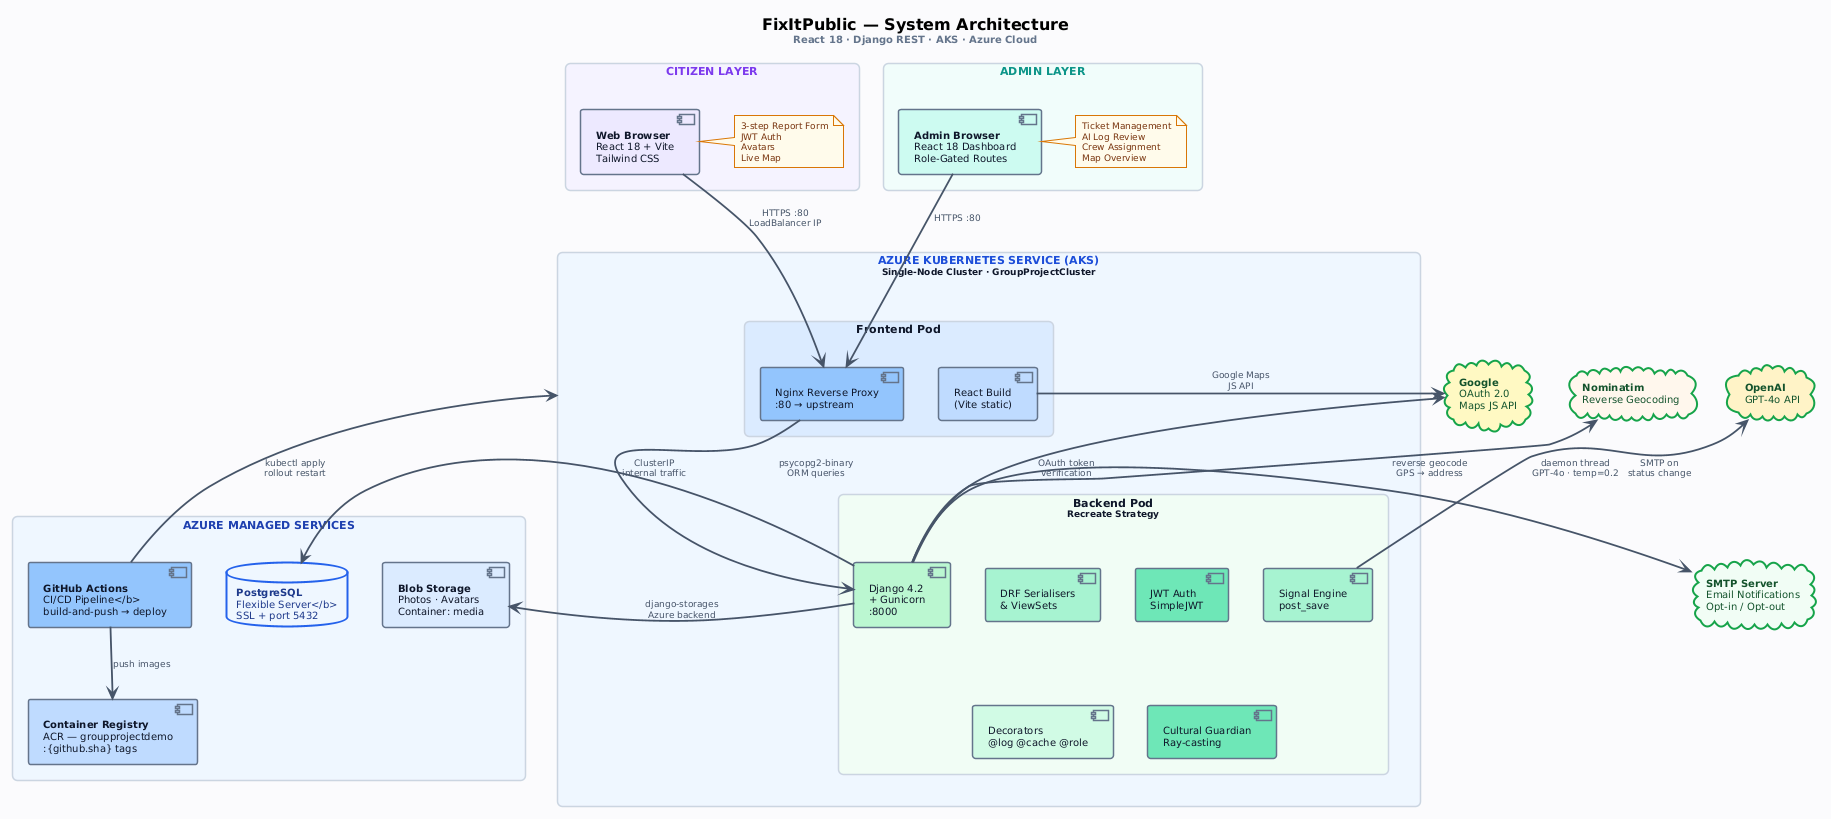 FixItPublic — System Architecture
React 18 · Django REST · AKS · Azure Cloud
CITIZEN LAYER
Web Browser
React 18 + Vite
Tailwind CSS
3-step Report Form
JWT Auth
Avatars
Live Map
ADMIN LAYER
Admin Browser
React 18 Dashboard
Role-Gated Routes
Ticket Management
AI Log Review
Crew Assignment
Map Overview
HTTPS :80
LoadBalancer IP
HTTPS :80
AZURE KUBERNETES SERVICE (AKS)
Single-Node Cluster · GroupProjectCluster
Frontend Pod
Nginx Reverse Proxy
:80 → upstream
React Build
(Vite static)
Google Maps
JS API
Google
OAuth 2.0
Maps JS API
Nominatim
Reverse Geocoding
OpenAI
GPT-4o API
kubectl apply
rollout restart
ClusterIP
internal traffic
psycopg2-binary
ORM queries
OAuth token
verification
reverse geocode
GPS → address
daemon thread
GPT-4o · temp=0.2
SMTP on
status change
AZURE MANAGED SERVICES
GitHub Actions
CI/CD Pipeline</b>
build-and-push → deploy
PostgreSQL
Flexible Server</b>
SSL + port 5432
Blob Storage
Photos · Avatars
Container: media
push images
Container Registry
ACR — groupprojectdemo
:{github.sha} tags
django-storages
Azure backend
Backend Pod
Recreate Strategy
Django 4.2
+ Gunicorn
:8000
DRF Serialisers
& ViewSets
JWT Auth
SimpleJWT
Signal Engine
post_save
Decorators
@log @cache @role
Cultural Guardian
Ray-casting
SMTP Server
Email Notifications
Opt-in / Opt-out